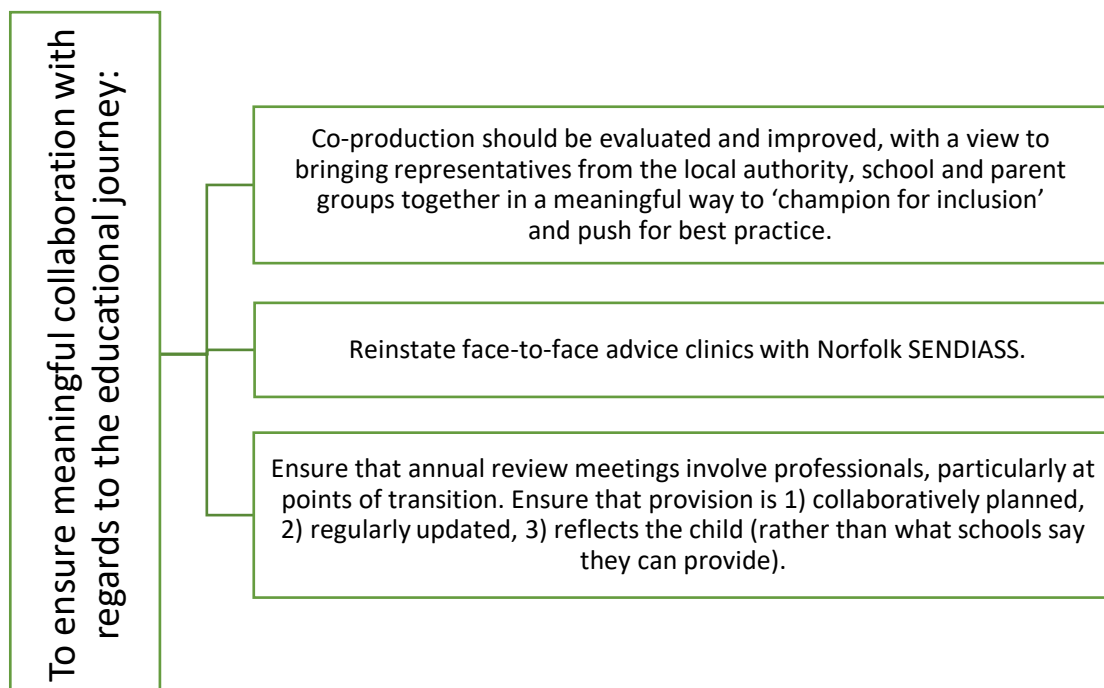 To ensure meaningful collaboration with
regards to the educational journey:
Co-production should be evaluated and improved, with a view to
bringing representatives from the local authority, school and parent
groups together in a meaningful way to ‘champion for inclusion’
and push for best practice.
Reinstate face-to-face advice clinics with Norfolk SENDIASS.
Ensure that annual review meetings involve professionals, particularly at
points of transition. Ensure that provision is 1) collaboratively planned,
2) regularly updated, 3) reflects the child (rather than what schools say
they can provide).